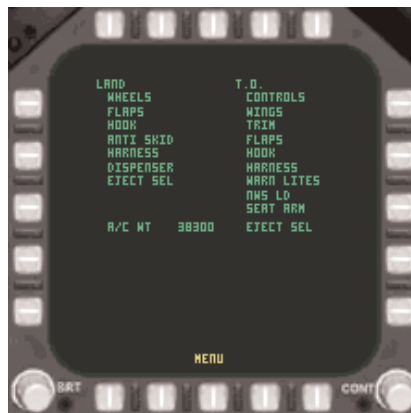 LAND T.O.
WHEELS CONTROLS
FLAPS WINGS
HOOK TRIM
ANTI SKID FLAPS
HARNESS HOOK
DISPENSER HARNESS
EJECT SEL WARN LITES
NWS LD
SEAT ARM
A/C WT 38300 EJECT SEL
MENU
BRT CONT